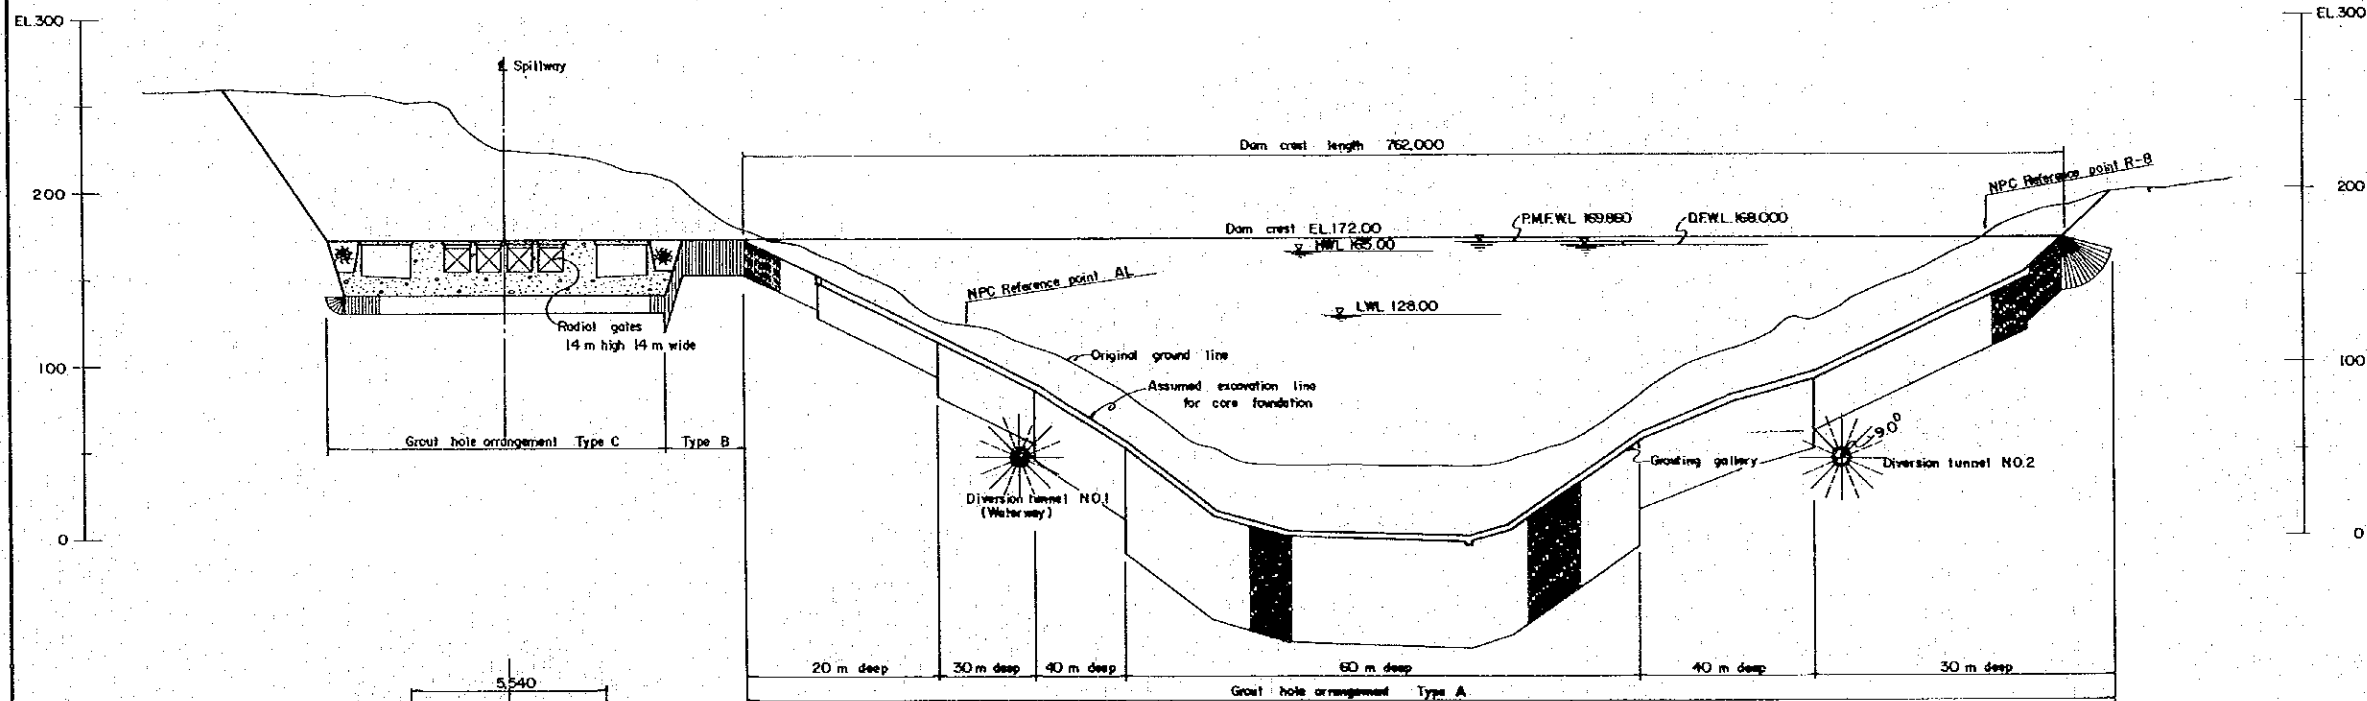 EL.300
EL.300
℄ Spillway
Dam crest length 762,000
NPC Reference point R-8
200
200
P.M.F.W.L 169.860
D.F.W.L. 168.000
Dam crest EL.172.00
HWL 165.00
NPC Reference point AL
LWL 128.00
Radial gates
14 m high 14 m wide
Original ground line
100
100
Assumed excavation line
for core foundation
Grout hole arrangement Type C
Type B
9.0D
Grouting gallery
Diversion tunnel NO.2
Diversion tunnel NO.1
(Waterway)
0
0
20 m deep
30 m deep
40 m deep
60 m deep
40 m deep
30 m deep
5,540
Grout hole arrangement Type A